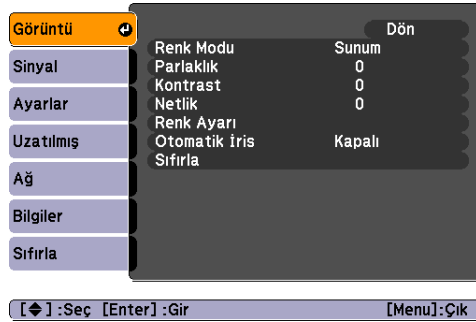 Görüntü
Sinyal
Ayarlar
Uzatılmış
Ağ
Bilgiler
Sıfırla
Dön
Renk Modu Sunum
Parlaklık 0
Kontrast 0
Netlik 0
Renk Ayarı
Otomatik İris Kapalı
Sıfırla
[◆] :Seç [Enter] :Gir [Menu]:Çık